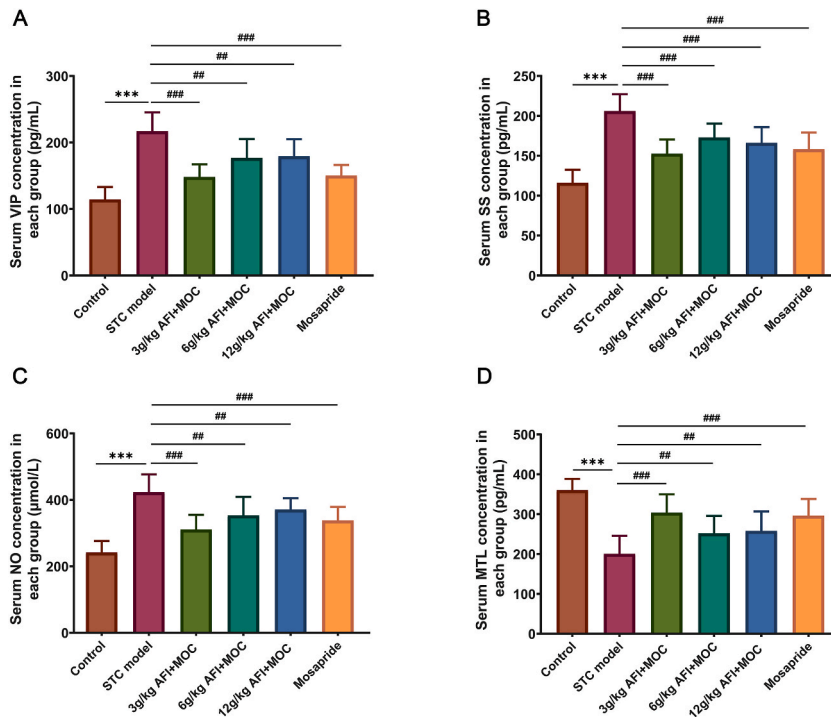 A
###
##
##
***
###
Serum VIP concentration in
each group (pg/mL)
300
200
100
0
Control
STC model
3g/kg AFI+MOC
6g/kg AFI+MOC
12g/kg AFI+MOC
Mosapride
B
###
###
###
***
###
Serum SS concentration in
each group (pg/mL)
250
200
150
100
50
0
Control
STC model
3g/kg AFI+MOC
6g/kg AFI+MOC
12g/kg AFI+MOC
Mosapride
C
###
##
##
***
###
Serum NO concentration in
each group (μmol/L)
600
400
200
0
Control
STC model
3g/kg AFI+MOC
6g/kg AFI+MOC
12g/kg AFI+MOC
Mosapride
D
###
##
##
***
###
Serum MTL concentration in
each group (pg/mL)
500
400
300
200
100
0
Control
STC model
3g/kg AFI+MOC
6g/kg AFI+MOC
12g/kg AFI+MOC
Mosapride